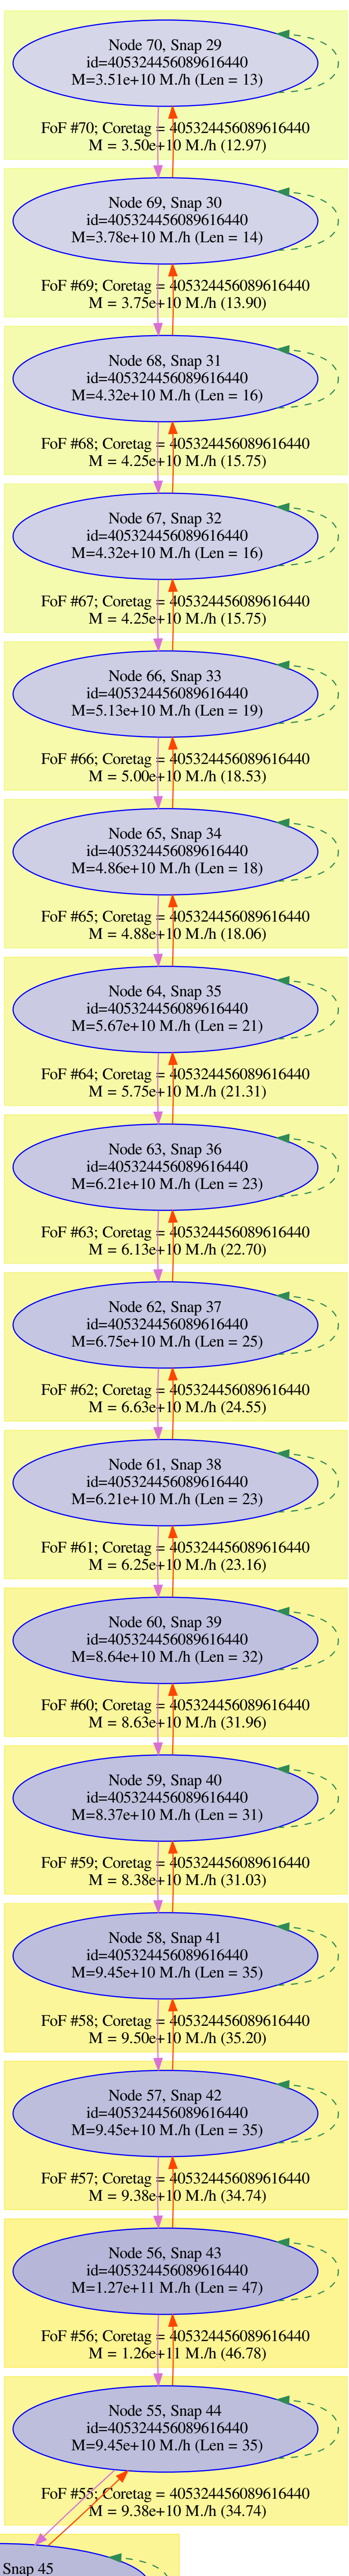 Node 70, Snap 29
id=405324456089616440
M=3.51e+10 M./h (Len = 13)
FoF #70; Coretag = 405324456089616440
M = 3.50e+10 M./h (12.97)
Node 69, Snap 30
id=405324456089616440
M=3.78e+10 M./h (Len = 14)
FoF #69; Coretag = 405324456089616440
M = 3.75e+10 M./h (13.90)
Node 68, Snap 31
id=405324456089616440
M=4.32e+10 M./h (Len = 16)
FoF #68; Coretag = 405324456089616440
M = 4.25e+10 M./h (15.75)
Node 67, Snap 32
id=405324456089616440
M=4.32e+10 M./h (Len = 16)
FoF #67; Coretag = 405324456089616440
M = 4.25e+10 M./h (15.75)
Node 66, Snap 33
id=405324456089616440
M=5.13e+10 M./h (Len = 19)
FoF #66; Coretag = 405324456089616440
M = 5.00e+10 M./h (18.53)
Node 65, Snap 34
id=405324456089616440
M=4.86e+10 M./h (Len = 18)
FoF #65; Coretag = 405324456089616440
M = 4.88e+10 M./h (18.06)
Node 64, Snap 35
id=405324456089616440
M=5.67e+10 M./h (Len = 21)
FoF #64; Coretag = 405324456089616440
M = 5.75e+10 M./h (21.31)
Node 63, Snap 36
id=405324456089616440
M=6.21e+10 M./h (Len = 23)
FoF #63; Coretag = 405324456089616440
M = 6.13e+10 M./h (22.70)
Node 62, Snap 37
id=405324456089616440
M=6.75e+10 M./h (Len = 25)
FoF #62; Coretag = 405324456089616440
M = 6.63e+10 M./h (24.55)
Node 61, Snap 38
id=405324456089616440
M=6.21e+10 M./h (Len = 23)
FoF #61; Coretag = 405324456089616440
M = 6.25e+10 M./h (23.16)
Node 60, Snap 39
id=405324456089616440
M=8.64e+10 M./h (Len = 32)
FoF #60; Coretag = 405324456089616440
M = 8.63e+10 M./h (31.96)
Node 59, Snap 40
id=405324456089616440
M=8.37e+10 M./h (Len = 31)
FoF #59; Coretag = 405324456089616440
M = 8.38e+10 M./h (31.03)
Node 58, Snap 41
id=405324456089616440
M=9.45e+10 M./h (Len = 35)
FoF #58; Coretag = 405324456089616440
M = 9.50e+10 M./h (35.20)
Node 57, Snap 42
id=405324456089616440
M=9.45e+10 M./h (Len = 35)
FoF #57; Coretag = 405324456089616440
M = 9.38e+10 M./h (34.74)
Node 56, Snap 43
id=405324456089616440
M=1.27e+11 M./h (Len = 47)
FoF #56; Coretag = 405324456089616440
M = 1.26e+11 M./h (46.78)
Node 55, Snap 44
id=405324456089616440
M=9.45e+10 M./h (Len = 35)
FoF #55; Coretag = 405324456089616440
M = 9.38e+10 M./h (34.74)
Snap 45